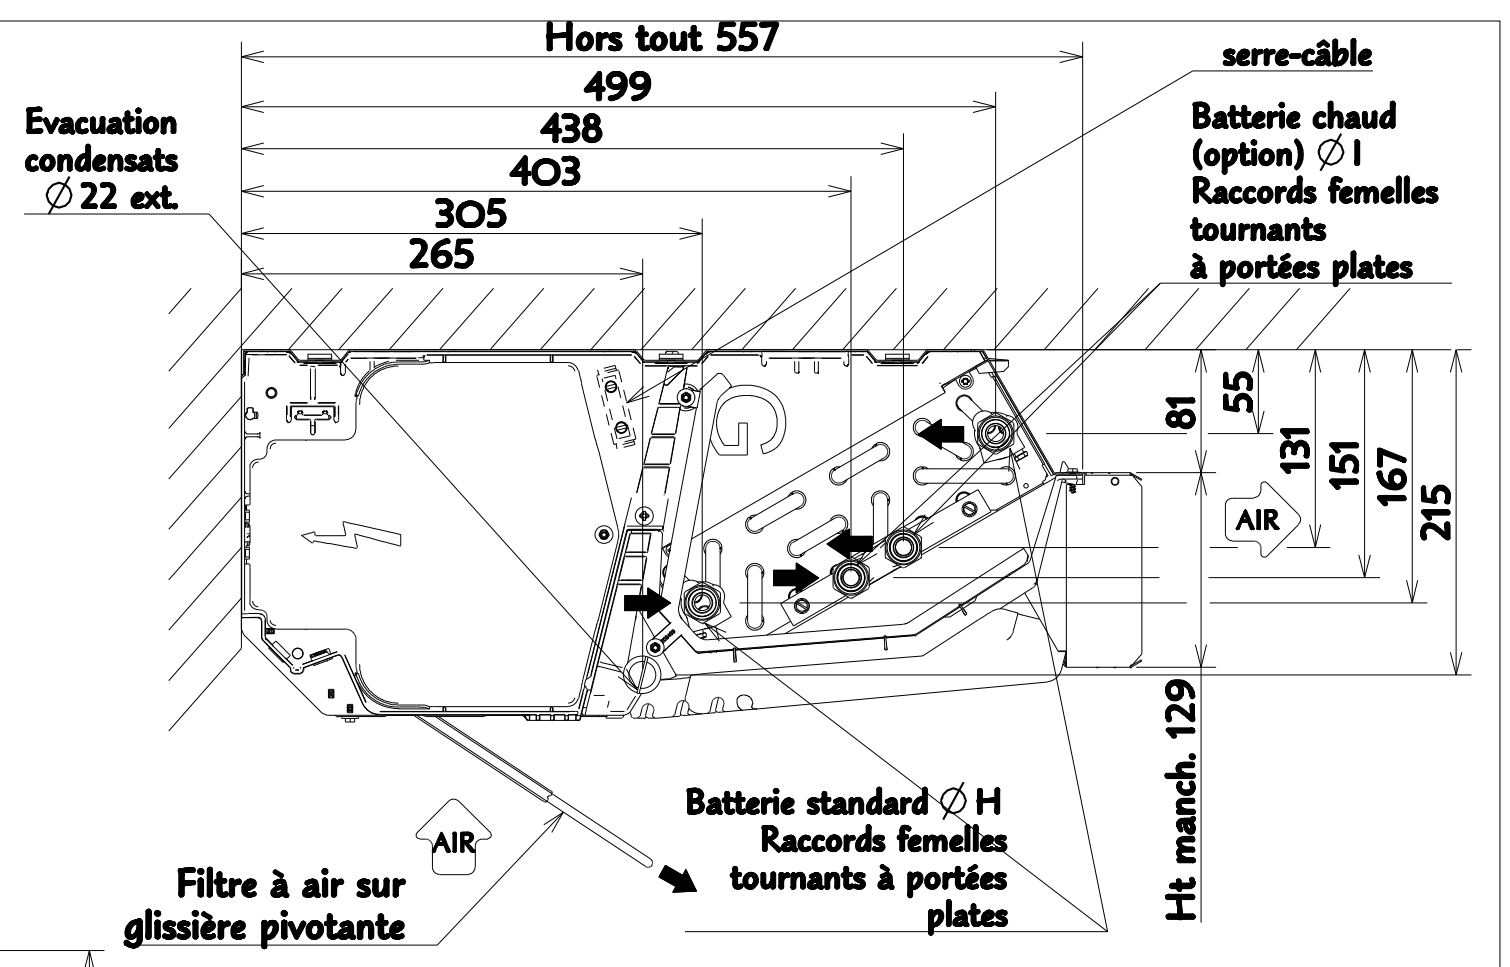 Hors tout 557
499
438
403
305
265
Evacuation
condensats
Ø 22 ext.
serre-câble
Batterie chaud
(option) Ø I
Raccords femelles
tournants
à portées plates
G
81
55
131
151
167
215
AIR
Ht manch. 129
AIR
Filtre à air sur
glissière pivotante
Batterie standard Ø H
Raccords femelles
tournants à portées
plates